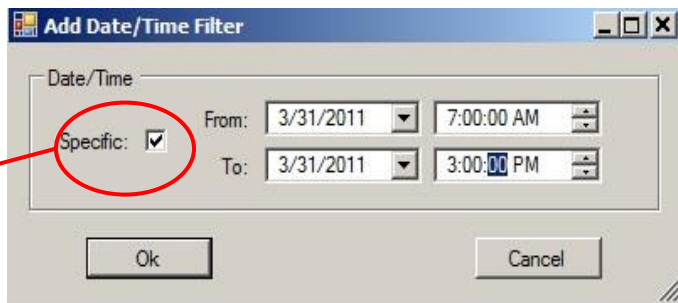 Add Date/Time Filter
Date/Time
Specific:
From: 3/31/2011 7:00:00 AM
To: 3/31/2011 3:00:00 PM
Ok Cancel